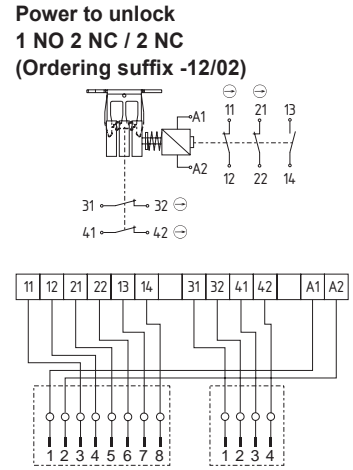 Power to unlock
1 NO 2 NC / 2 NC
(Ordering suffix -12/02)
A1
11 21 13
A2
12 22 14
31 32
41 42
11 12 21 22 13 14 31 32 41 42 A1 A2
1 2 3 4 5 6 7 8 1 2 3 4